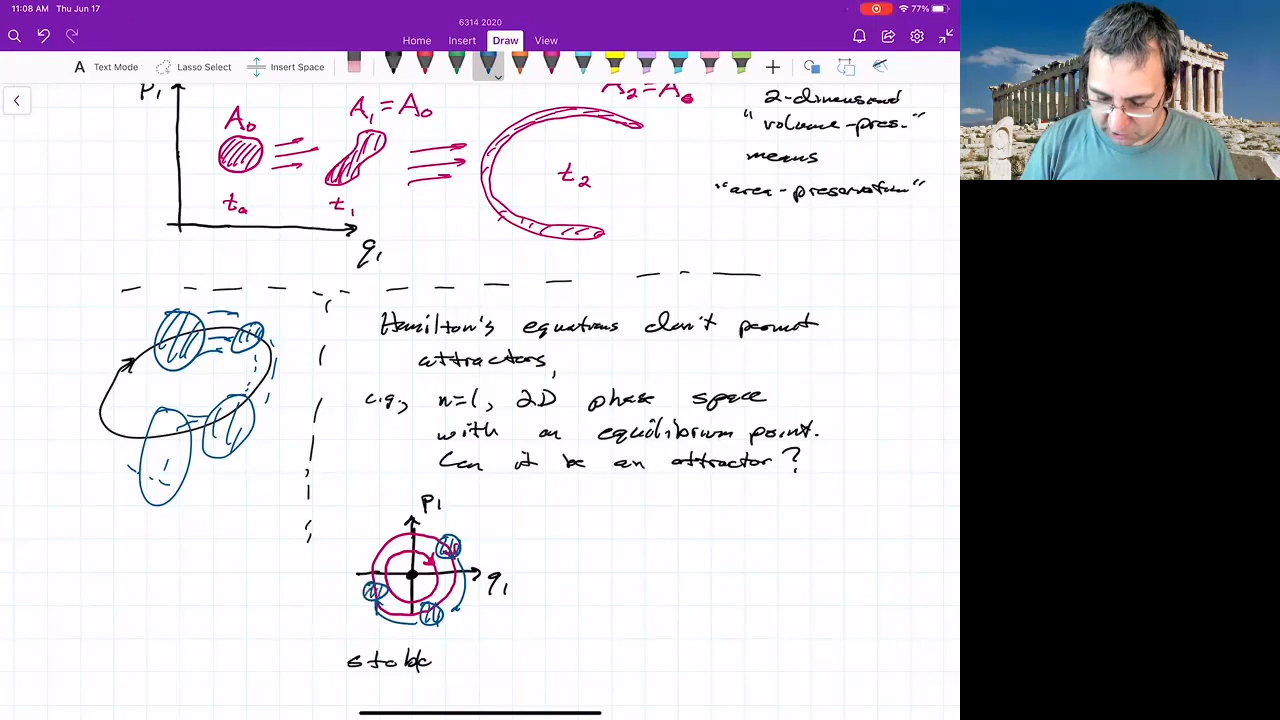 11:08 AM Thu Jun 17
77%
6314 2020
Home Insert Draw View
Text Mode Lasso Select Insert Space
P₁
A₀
A₁ = A₀
A₂ = A₀
2-dimensional
"volume-pres."
means
"area-preservation"
t₀
t₁
t₂
q₁
Hamilton's equations don't permit
attractors,
e.g., n=1, 2D phase space
with an equilibrium point.
Can it be an attractor?
P₁
q₁
stable